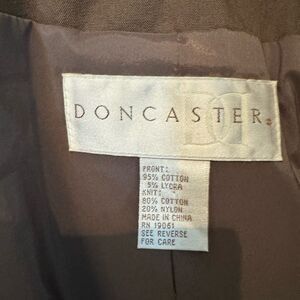 DONCASTER®
FRONT:
95% COTTON
5% LYCRA
KNIT:
80% COTTON
20% NYLON
MADE IN CHINA
RN 19061
SEE REVERSE
FOR CARE